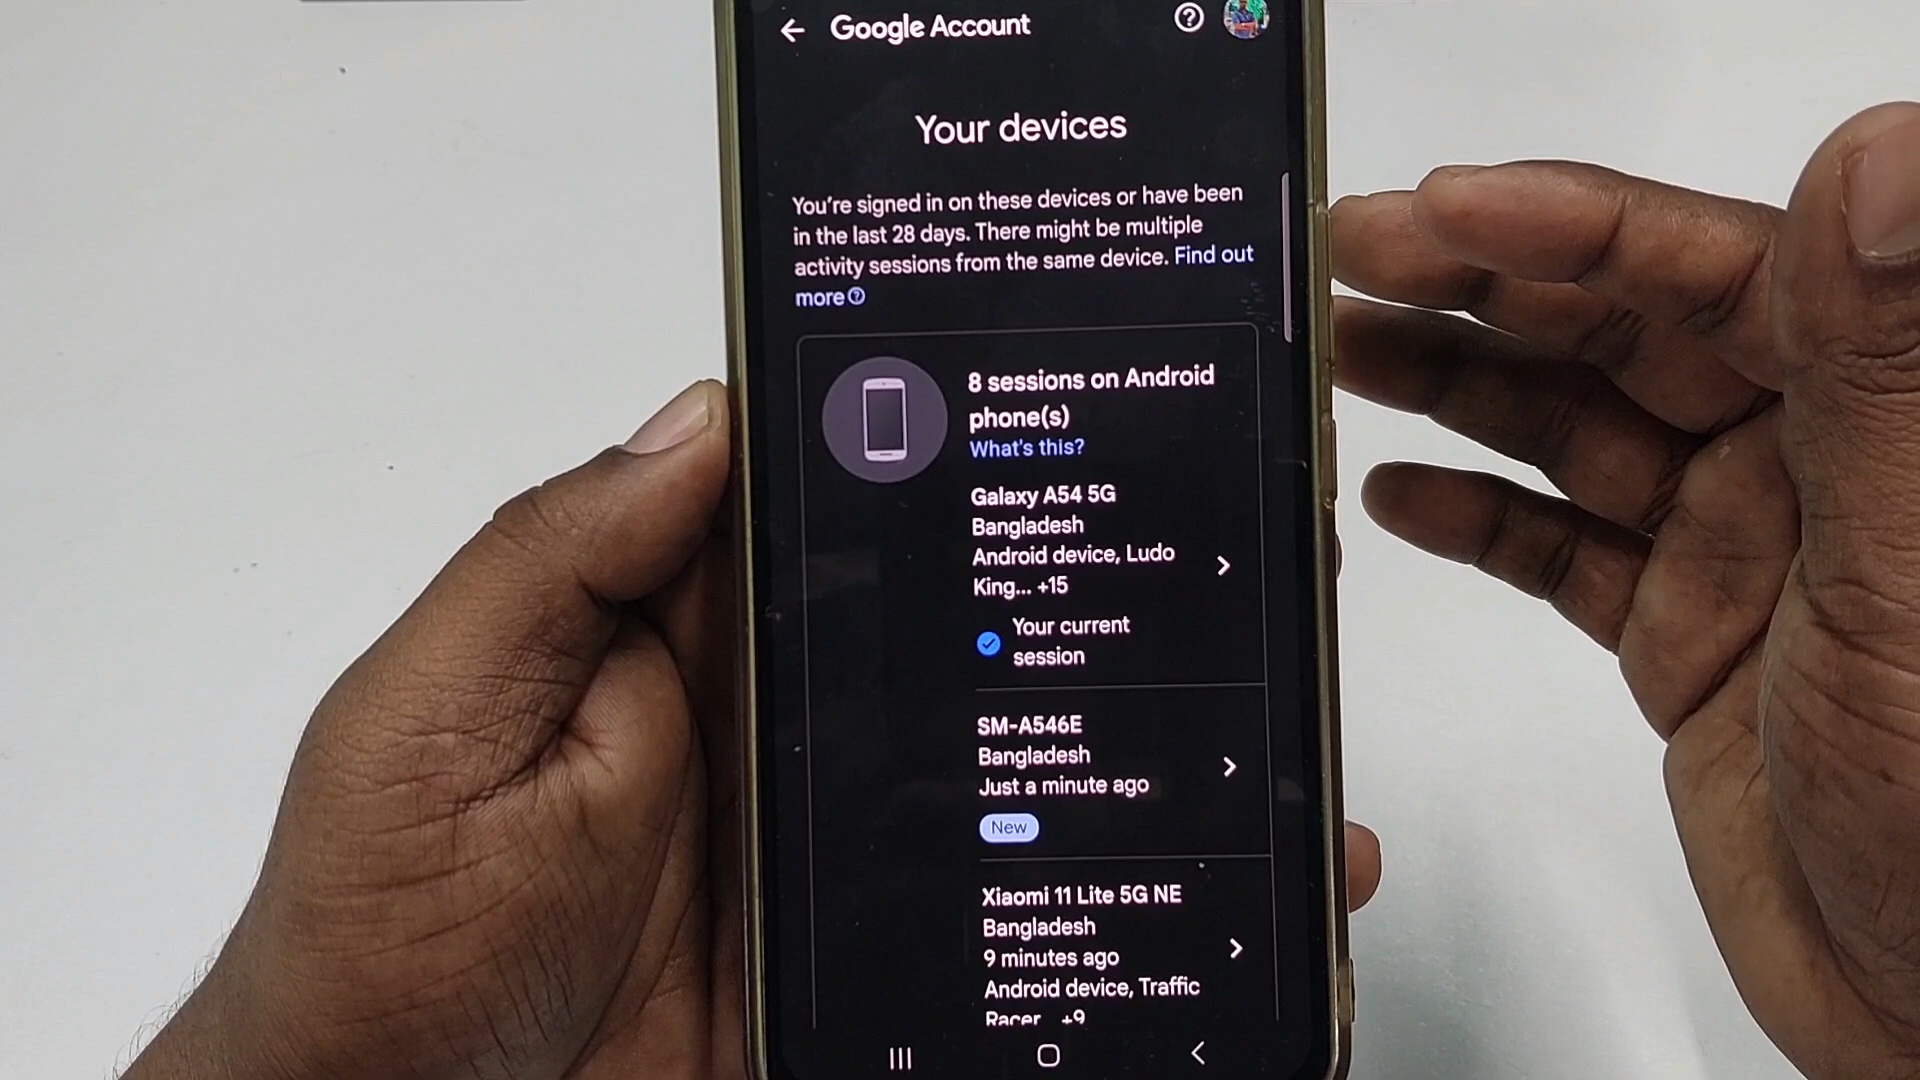 Google Account
Your devices
You're signed in on these devices or have been
in the last 28 days. There might be multiple
activity sessions from the same device. Find out
more
8 sessions on Android
phone(s)
What's this?
Galaxy A54 5G
Bangladesh
Android device, Ludo
King... +15
Your current
session
SM-A546E
Bangladesh
Just a minute ago
New
Xiaomi 11 Lite 5G NE
Bangladesh
9 minutes ago
Android device, Traffic
Racer +9